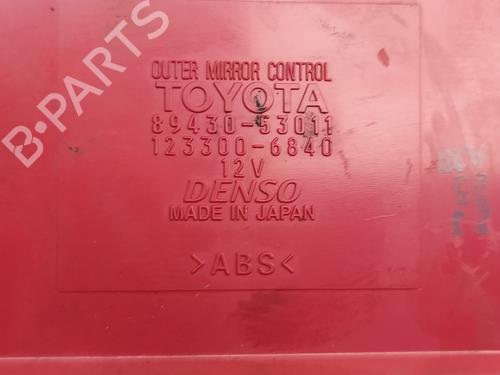 B-PARTS
OUTER MIRROR CONTROL
TOYOTA
89430-53011
123300-6840
12V
DENSO
MADE IN JAPAN
>ABS<